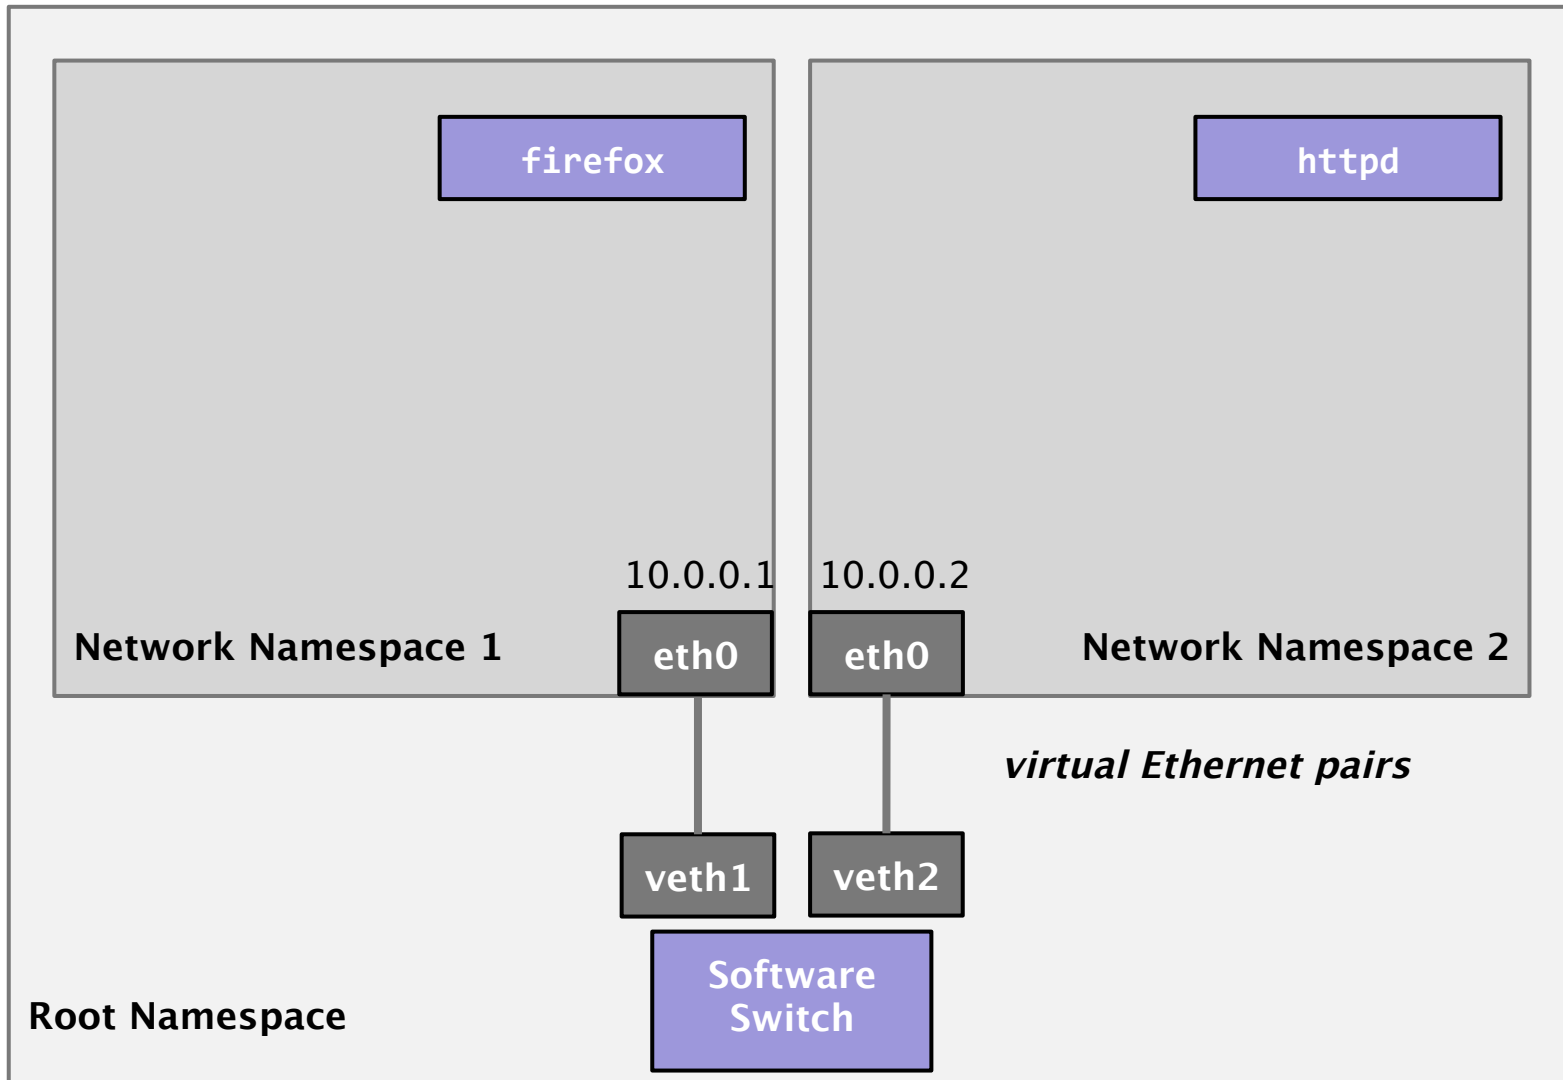 firefox
httpd
10.0.0.1
10.0.0.2
Network Namespace 1
eth0
eth0
Network Namespace 2
virtual Ethernet pairs
veth1
veth2
Software
Switch
Root Namespace